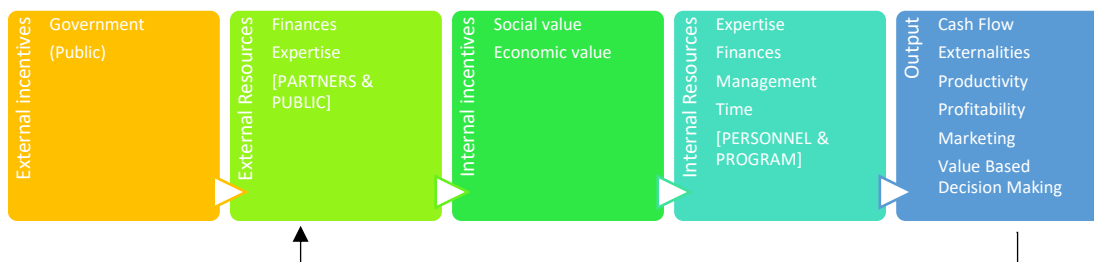 External incentives
Government
(Public)
External Resources
Finances
Expertise
[PARTNERS &
PUBLIC]
Internal incentives
Social value
Economic value
Internal Resources
Expertise
Finances
Management
Time
[PERSONNEL &
PROGRAM]
Output
Cash Flow
Externalities
Productivity
Profitability
Marketing
Value Based
Decision Making